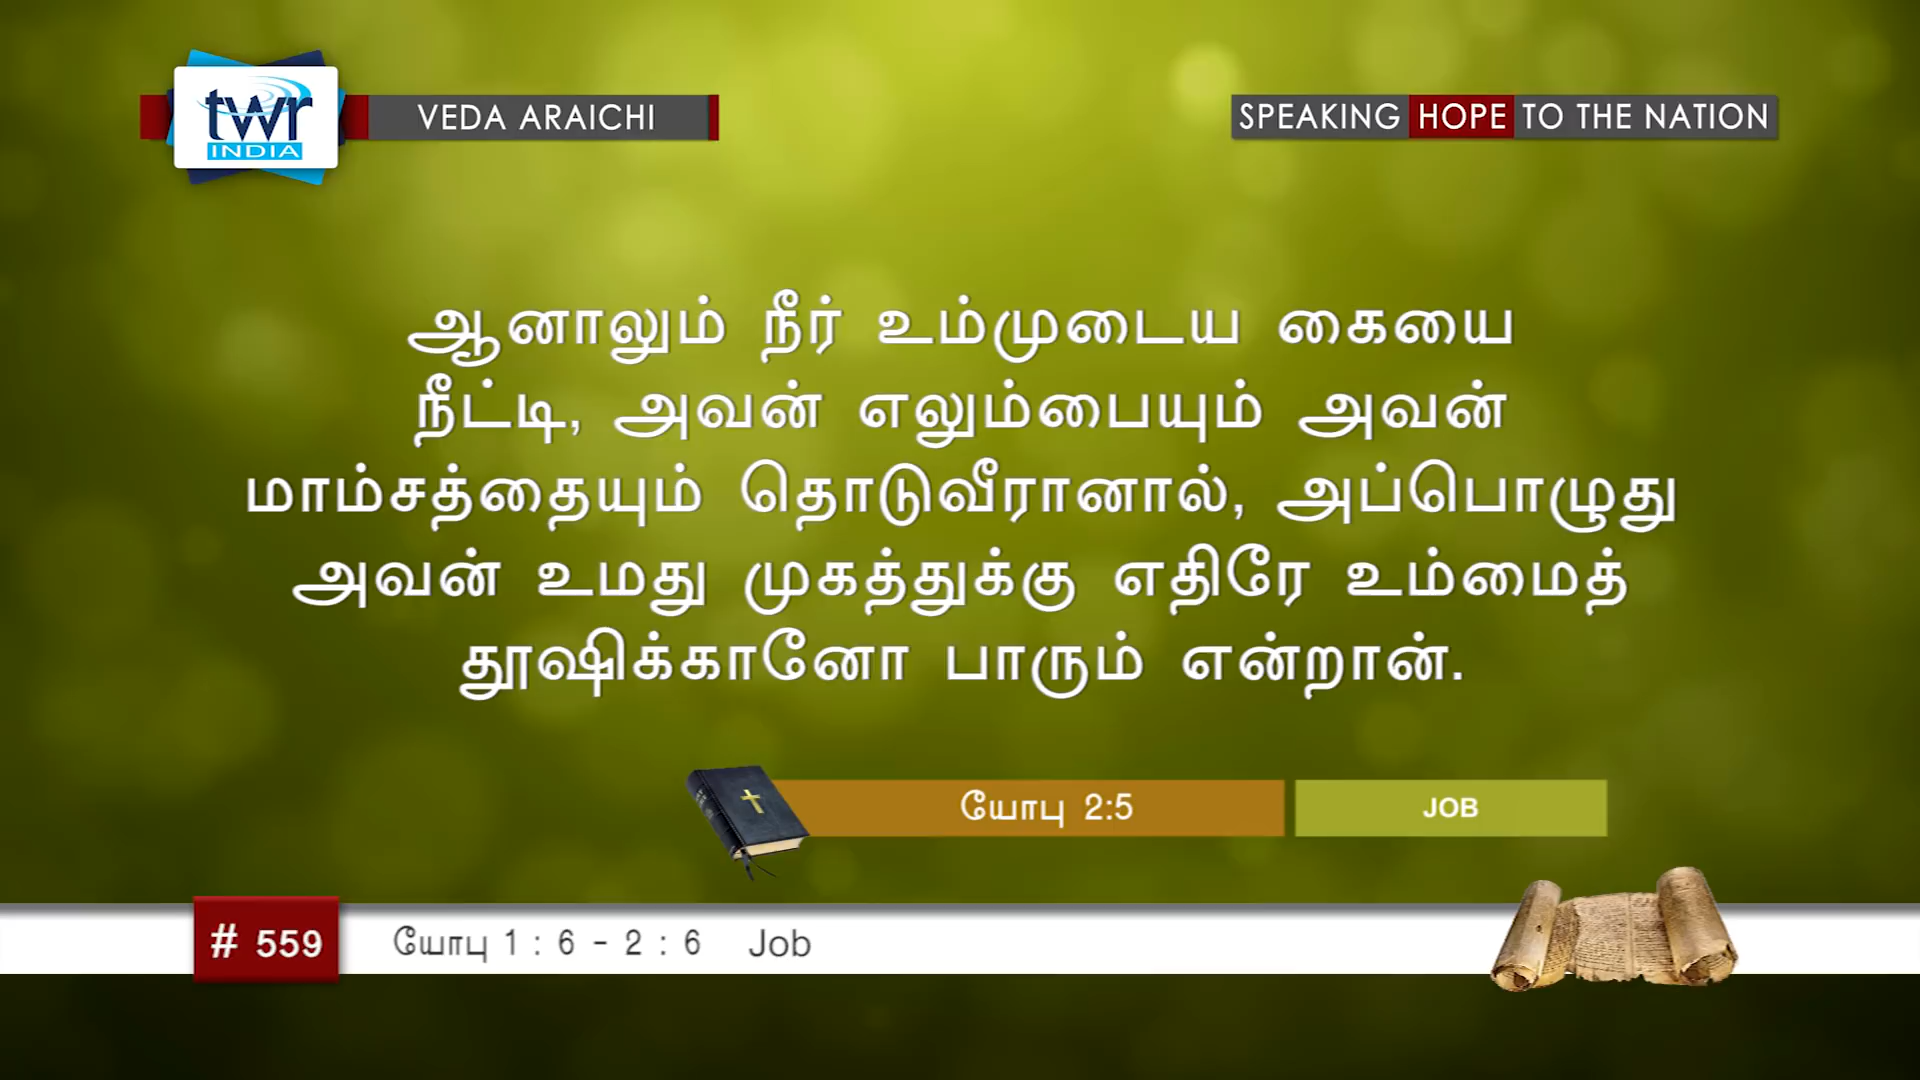 twr
INDIA
VEDA ARAICHI
SPEAKING HOPE TO THE NATION
ஆனாலும் நீர் உம்முடைய கையை
நீட்டி, அவன் எலும்பையும் அவன்
மாம்சத்தையும் தொடுவீரானால், அப்பொழுது
அவன் உமது முகத்துக்கு எதிரே உம்மைத்
தூஷிக்கானோ பாரும் என்றான்.
யோபு 2:5
JOB
# 559
யோபு 1 : 6 - 2 : 6 Job